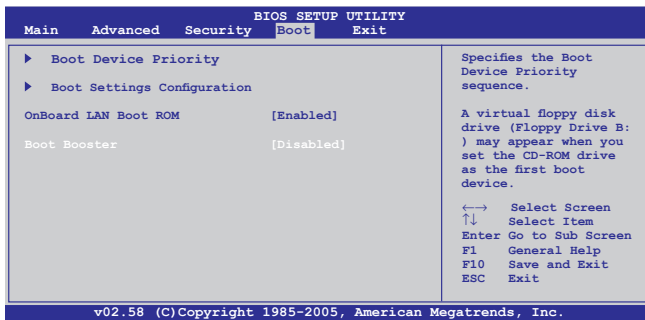 BIOS SETUP UTILITY
Main Advanced Security Boot Exit
Boot Device Priority
Boot Settings Configuration
OnBoard LAN Boot ROM [Enabled]
Boot Booster [Disabled]
Specifies the Boot
Device Priority
sequence.
A virtual floppy disk
drive (Floppy Drive B:
) may appear when you
set the CD-ROM drive
as the first boot
device.
←→ Select Screen
↑↓ Select Item
Enter Go to Sub Screen
F1 General Help
F10 Save and Exit
ESC Exit
v02.58 (C)Copyright 1985-2005, American Megatrends, Inc.